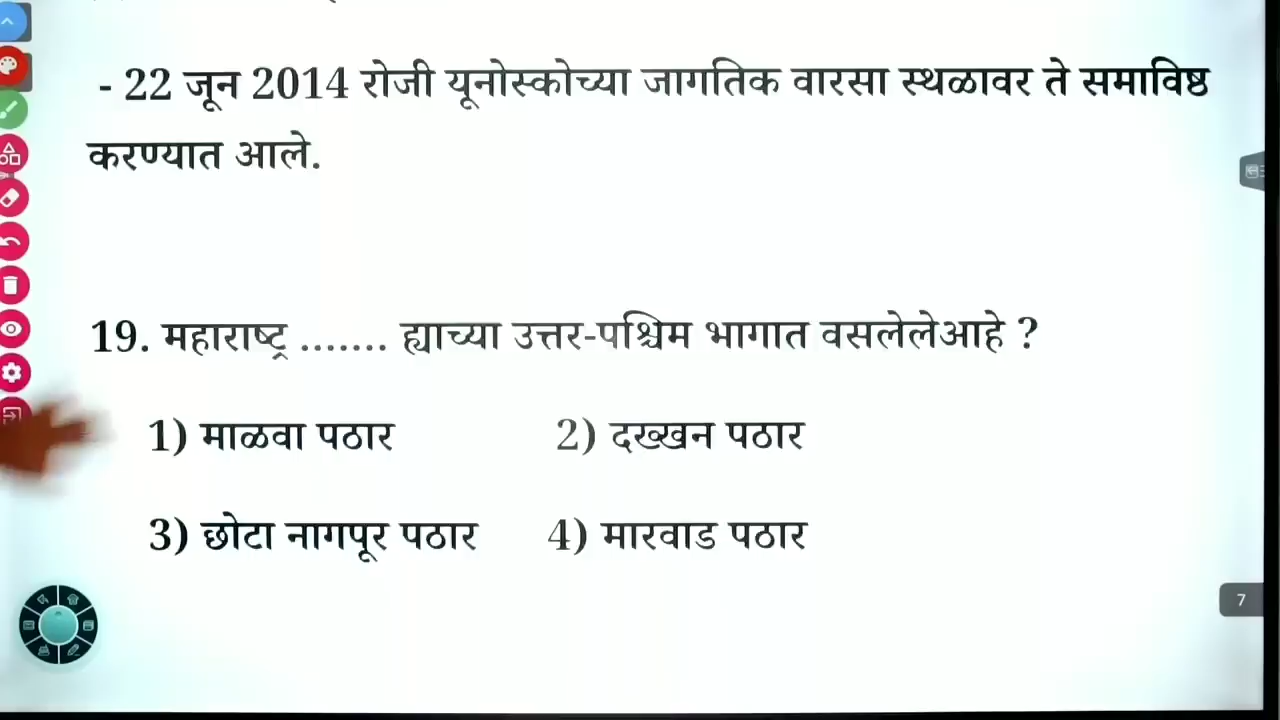 - 22 जून 2014 रोजी यूनोस्कोच्या जागतिक वारसा स्थळावर ते समाविष्ठ
करण्यात आले.
19. महाराष्ट्र ....... ह्याच्या उत्तर-पश्चिम भागात वसलेलेआहे ?
1) माळवा पठार 2) दख्खन पठार
3) छोटा नागपूर पठार 4) मारवाड पठार
7